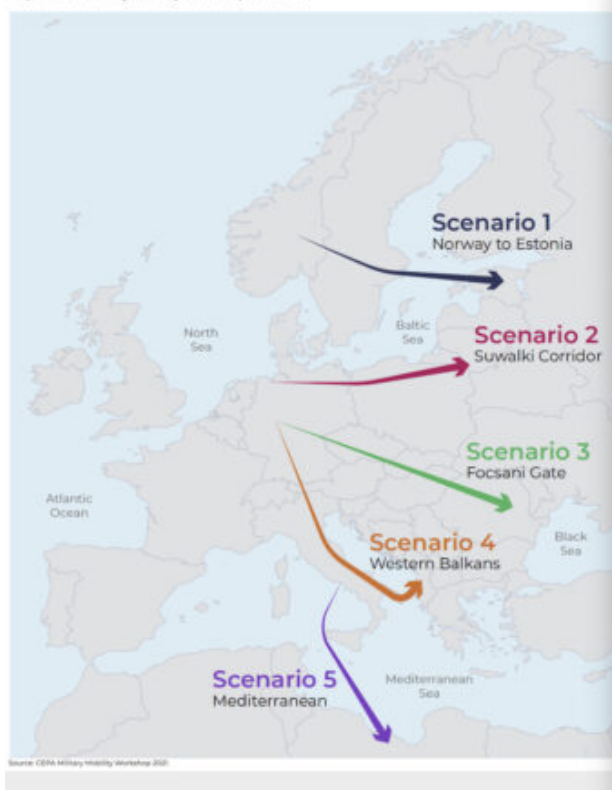 Scenario 1
Norway to Estonia
North
Sea
Baltic
Sea
Scenario 2
Suwalki Corridor
Scenario 3
Focsani Gate
Atlantic
Ocean
Scenario 4
Western Balkans
Black
Sea
Scenario 5
Mediterranean
Mediterranean
Sea
Source: CEPA Military Mobility Workshop 2021